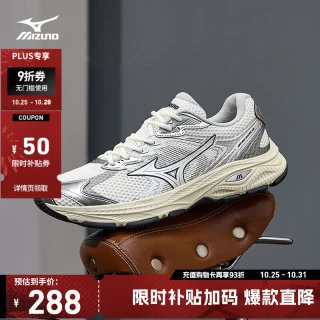 MIZUNO
PLUS专享
9折券
无门槛使用
10.25 - 10.28
COUPON
¥50
限时补贴券
详情页领取
预估到手价
¥288
充值购物卡再享93折
10.25 - 10.31
限时补贴加码 爆款直降